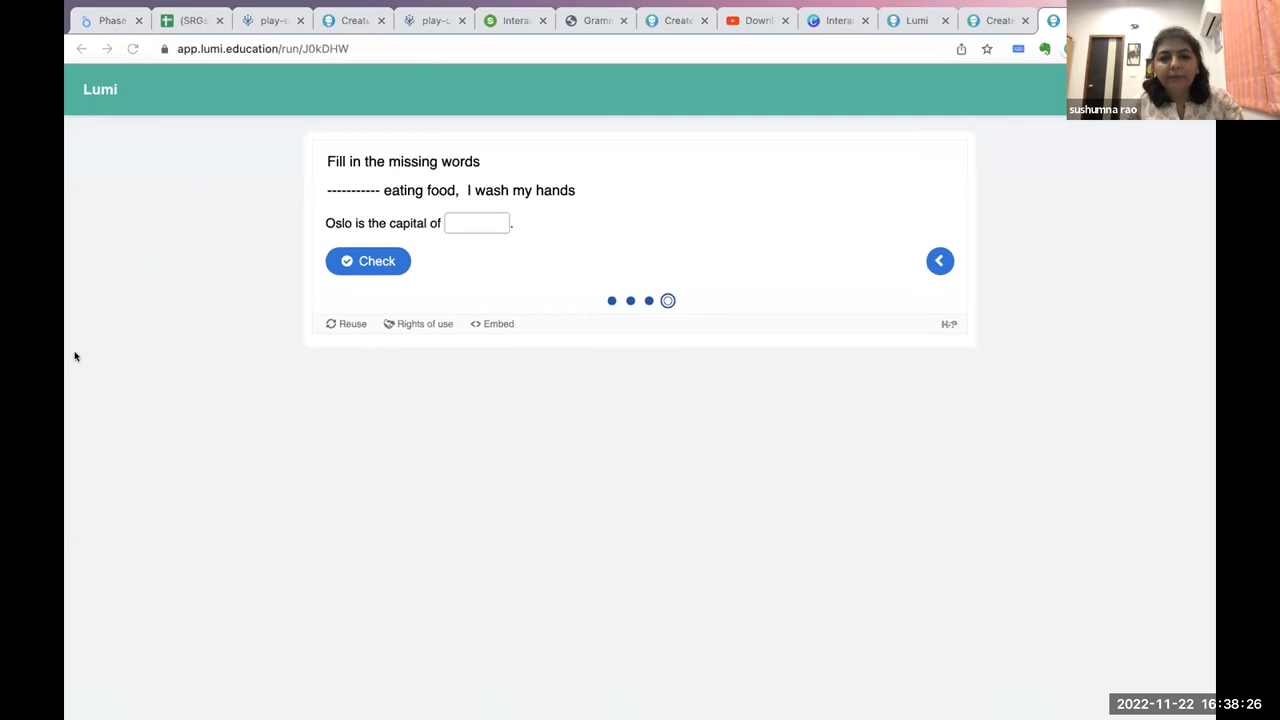 Phase
(SRGs
play-c
Create
play-c
Intera
Gramm
Create
Downl
Intera
Lumi
Create
app.lumi.education/run/J0kDHW
sushumna rao
Lumi
Fill in the missing words
----------- eating food,  I wash my hands
Oslo is the capital of .
Check
Reuse
Rights of use
<> Embed
H-P
2022-11-22 16:38:26